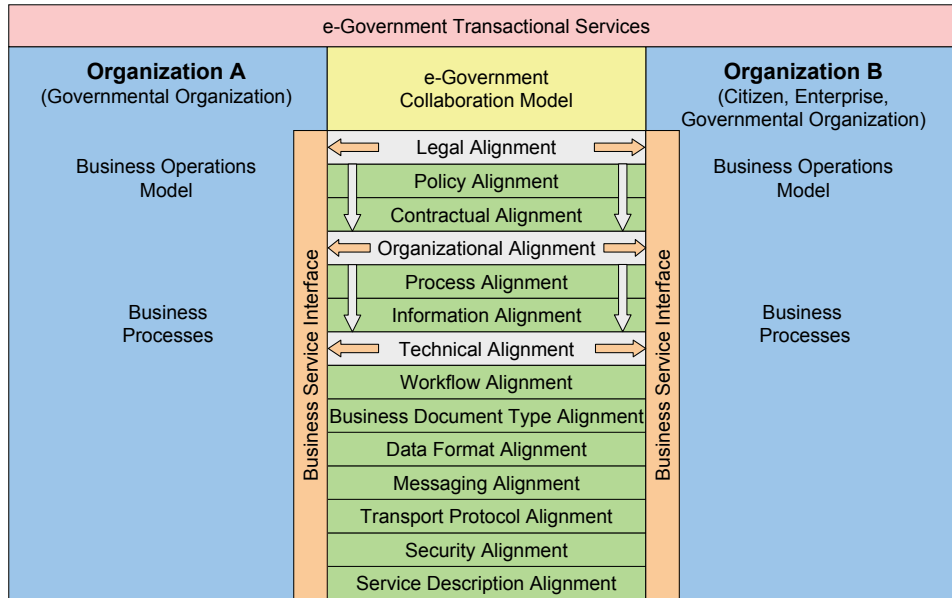 e-Government Transactional Services
Organization A
(Governmental Organization)
Business Operations
Model
Business
Processes
Business Service Interface
e-Government
Collaboration Model
Legal Alignment
Policy Alignment
Contractual Alignment
Organizational Alignment
Process Alignment
Information Alignment
Technical Alignment
Workflow Alignment
Business Document Type Alignment
Data Format Alignment
Messaging Alignment
Transport Protocol Alignment
Security Alignment
Service Description Alignment
Business Service Interface
Organization B
(Citizen, Enterprise,
Governmental Organization)
Business Operations
Model
Business
Processes